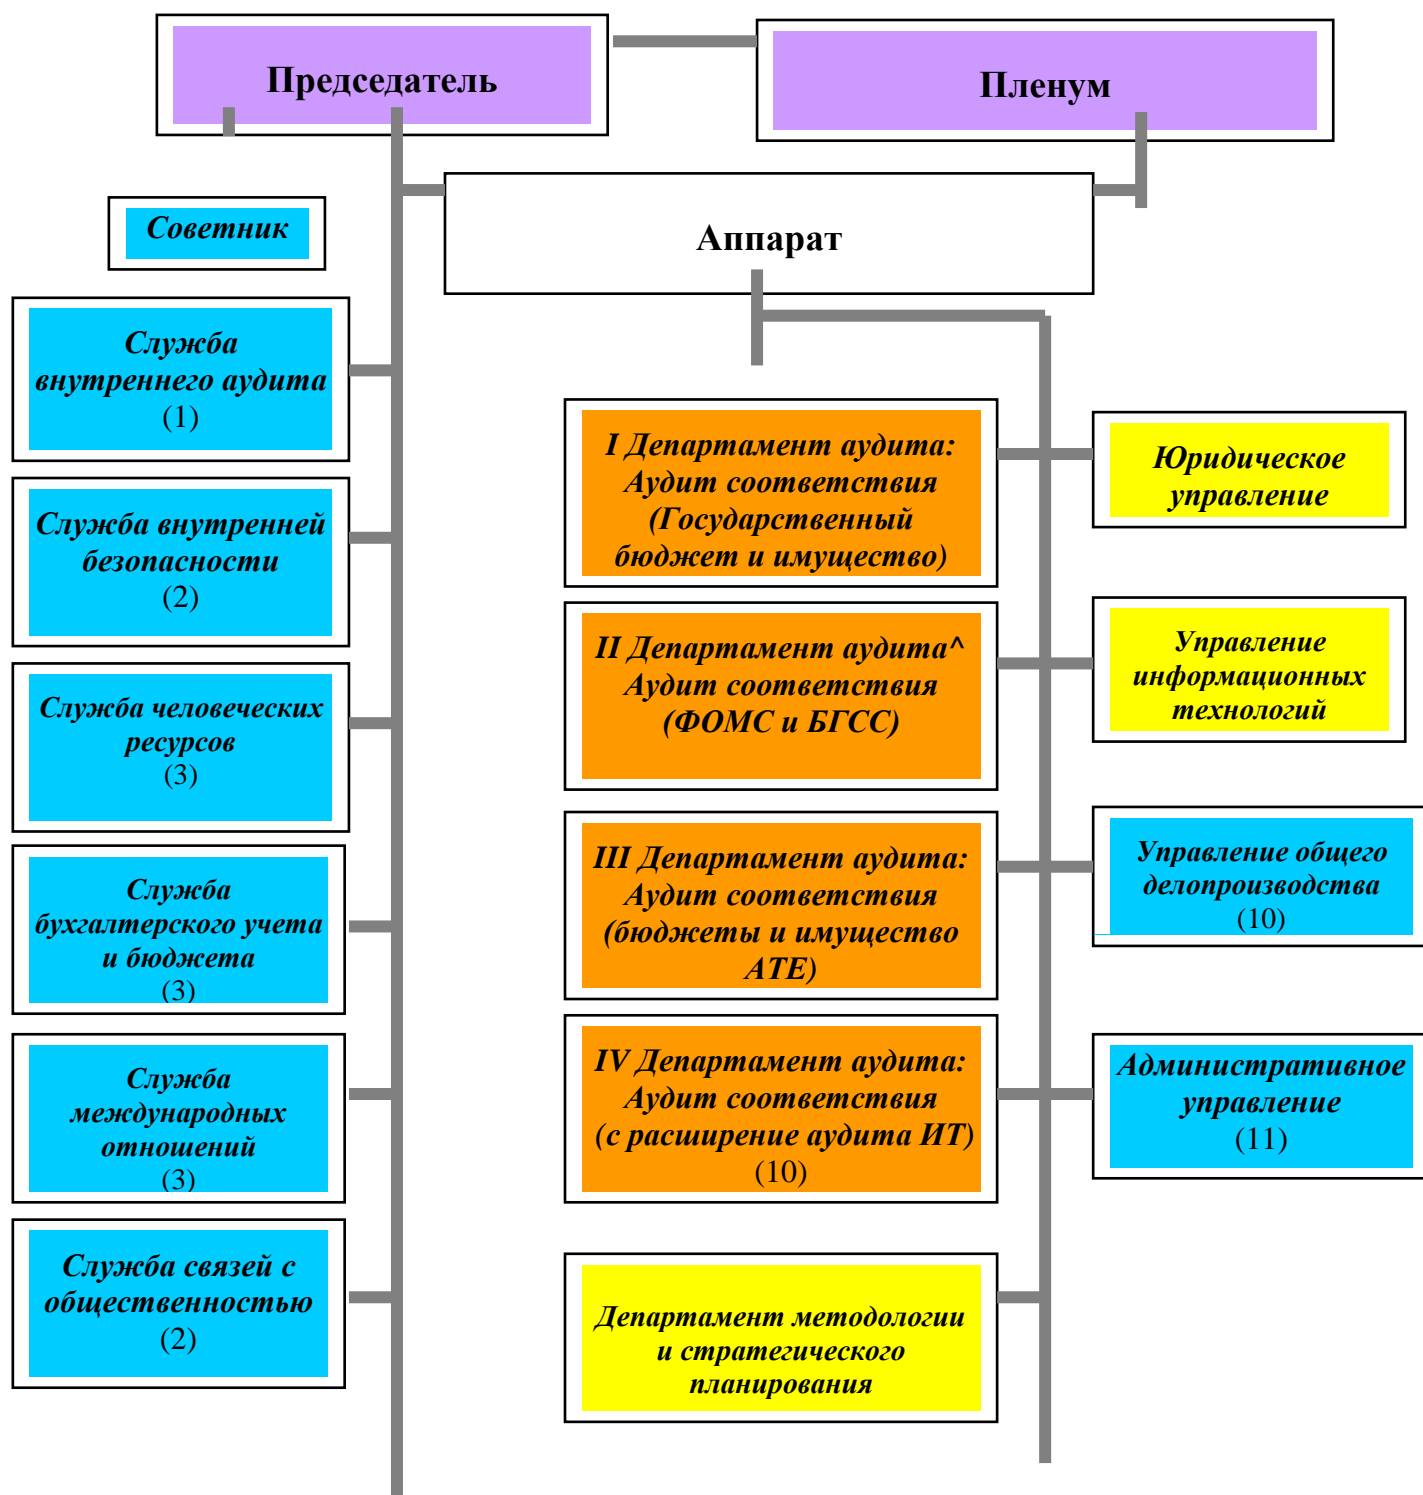 Председатель
Пленум
Советник
Аппарат
Служба
внутреннего аудита
(1)
Служба внутренней
безопасности
(2)
Служба человеческих
ресурсов
(3)
Служба
бухгалтерского учета
и бюджета
(3)
Служба
международных
отношений
(3)
Служба связей с
общественностью
(2)
I Департамент аудита:
Аудит соответствия
(Государственный
бюджет и имущество)
II Департамент аудита^
Аудит соответствия
(ФОМС и БГСС)
III Департамент аудита:
Аудит соответствия
(бюджеты и имущество
АТЕ)
IV Департамент аудита:
Аудит соответствия
(с расширение аудита ИТ)
(10)
Департамент методологии
и стратегического
планирования
Юридическое
управление
Управление
информационных
технологий
Управление общего
делопроизводства
(10)
Административное
управление
(11)